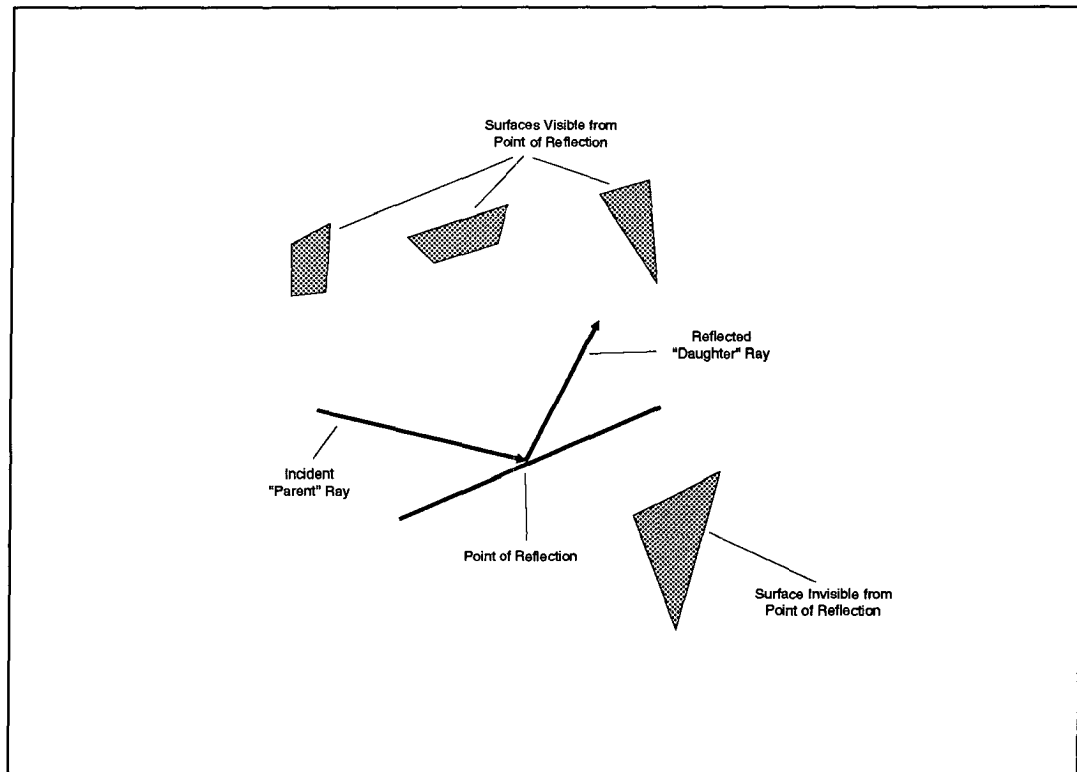 Surfaces Visible from
Point of Reflection
Reflected
"Daughter" Ray
Incident
"Parent" Ray
Point of Reflection
Surface Invisible from
Point of Reflection